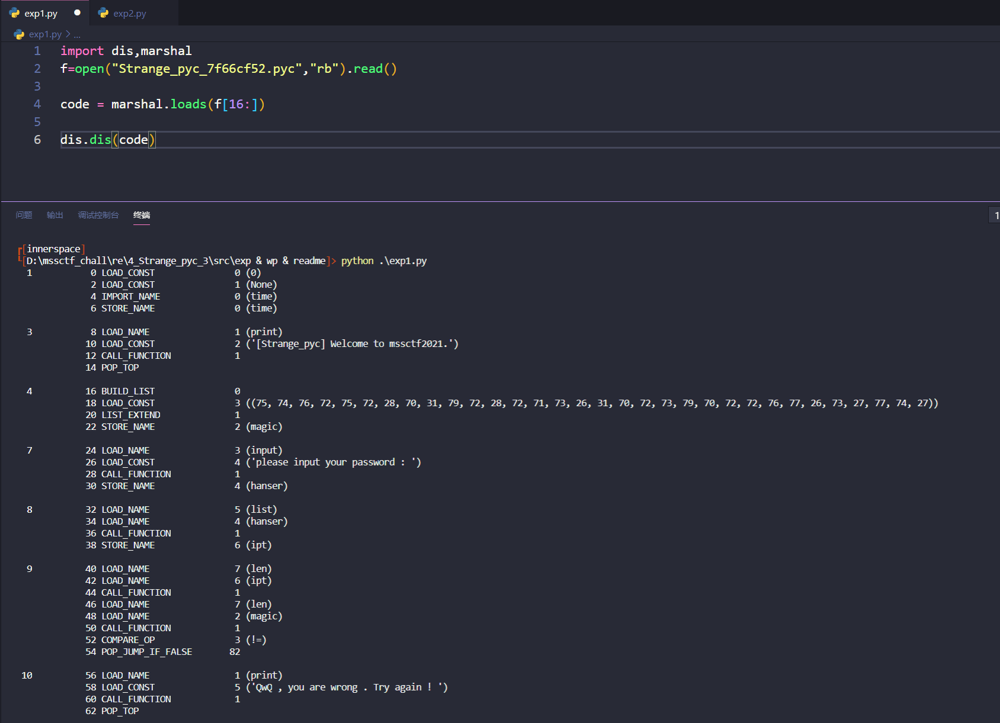 exp1.py ● exp2.py
exp1.py > ...
1 import dis,marshal
2 f=open("Strange_pyc_7f66cf52.pyc","rb").read()
3
4 code = marshal.loads(f[16:])
5
6 dis.dis(code)
问题 输出 调试控制台 终端 1
┏[innerspace]
┗[D:\mssctf_chall\re\4_Strange_pyc_3\src\exp & wp & readme]> python .\exp1.py
1 0 LOAD_CONST 0 (0)
2 LOAD_CONST 1 (None)
4 IMPORT_NAME 0 (time)
6 STORE_NAME 0 (time)
3 8 LOAD_NAME 1 (print)
10 LOAD_CONST 2 ('[Strange_pyc] Welcome to mssctf2021.')
12 CALL_FUNCTION 1
14 POP_TOP
4 16 BUILD_LIST 0
18 LOAD_CONST 3 ((75, 74, 76, 72, 75, 72, 28, 70, 31, 79, 72, 28, 72, 71, 73, 26, 31, 70, 72, 73, 79, 70, 72, 72, 76, 77, 26, 73, 27, 77, 74, 27))
20 LIST_EXTEND 1
22 STORE_NAME 2 (magic)
7 24 LOAD_NAME 3 (input)
26 LOAD_CONST 4 ('please input your password : ')
28 CALL_FUNCTION 1
30 STORE_NAME 4 (hanser)
8 32 LOAD_NAME 5 (list)
34 LOAD_NAME 4 (hanser)
36 CALL_FUNCTION 1
38 STORE_NAME 6 (ipt)
9 40 LOAD_NAME 7 (len)
42 LOAD_NAME 6 (ipt)
44 CALL_FUNCTION 1
46 LOAD_NAME 7 (len)
48 LOAD_NAME 2 (magic)
50 CALL_FUNCTION 1
52 COMPARE_OP 3 (!=)
54 POP_JUMP_IF_FALSE 82
10 56 LOAD_NAME 1 (print)
58 LOAD_CONST 5 ('QwQ , you are wrong . Try again ! ')
60 CALL_FUNCTION 1
62 POP_TOP